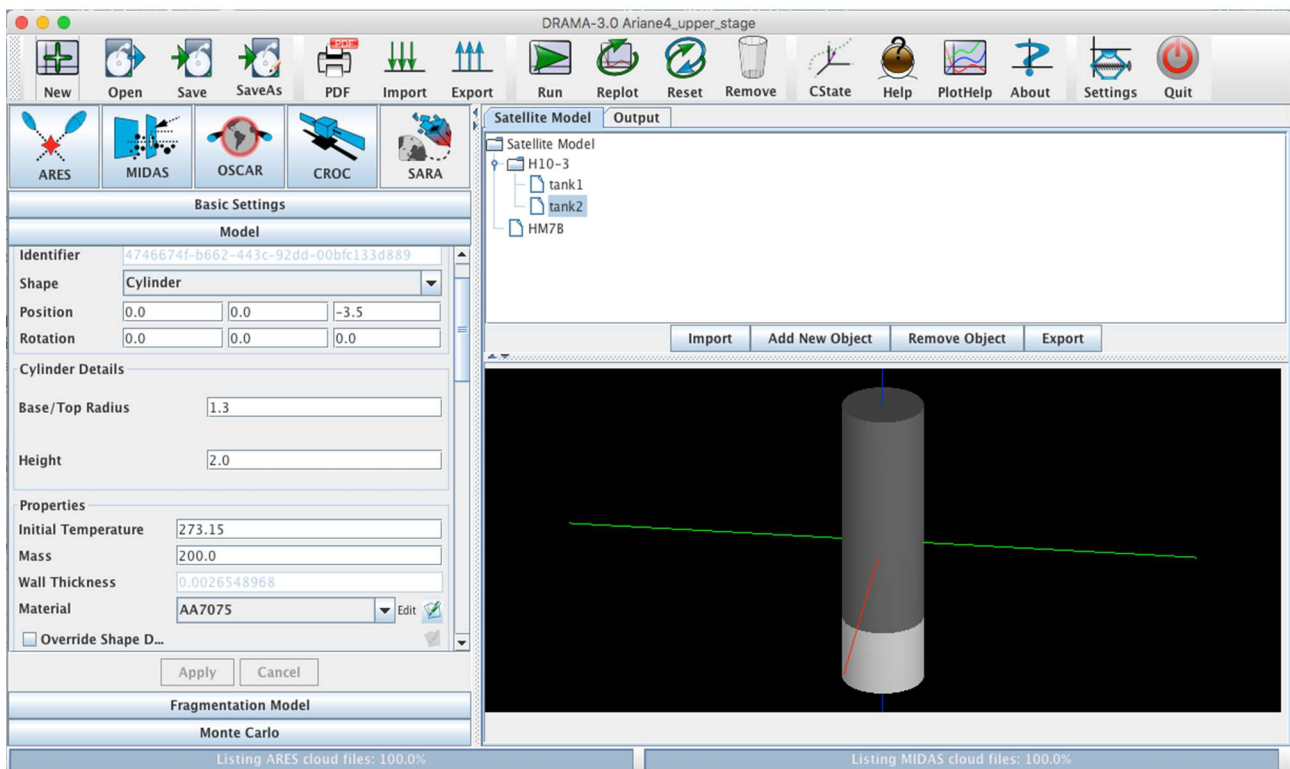 DRAMA-3.0 Ariane4_upper_stage
New Open Save SaveAs PDF Import Export Run Replot Reset Remove CState Help PlotHelp About Settings Quit
PDF
ARES MIDAS OSCAR CROC SARA
Basic Settings
Model
Identifier 4746674f-b662-443c-92dd-00bfc133d889
Shape Cylinder
Position 0.0 0.0 -3.5
Rotation 0.0 0.0 0.0
Cylinder Details
Base/Top Radius 1.3
Height 2.0
Properties
Initial Temperature 273.15
Mass 200.0
Wall Thickness 0.0026548968
Material AA7075 Edit
Override Shape D...
Apply Cancel
Fragmentation Model
Monte Carlo
Satellite Model Output
Satellite Model
H10-3
tank1
tank2
HM7B
Import Add New Object Remove Object Export
Listing ARES cloud files: 100.0% Listing MIDAS cloud files: 100.0%